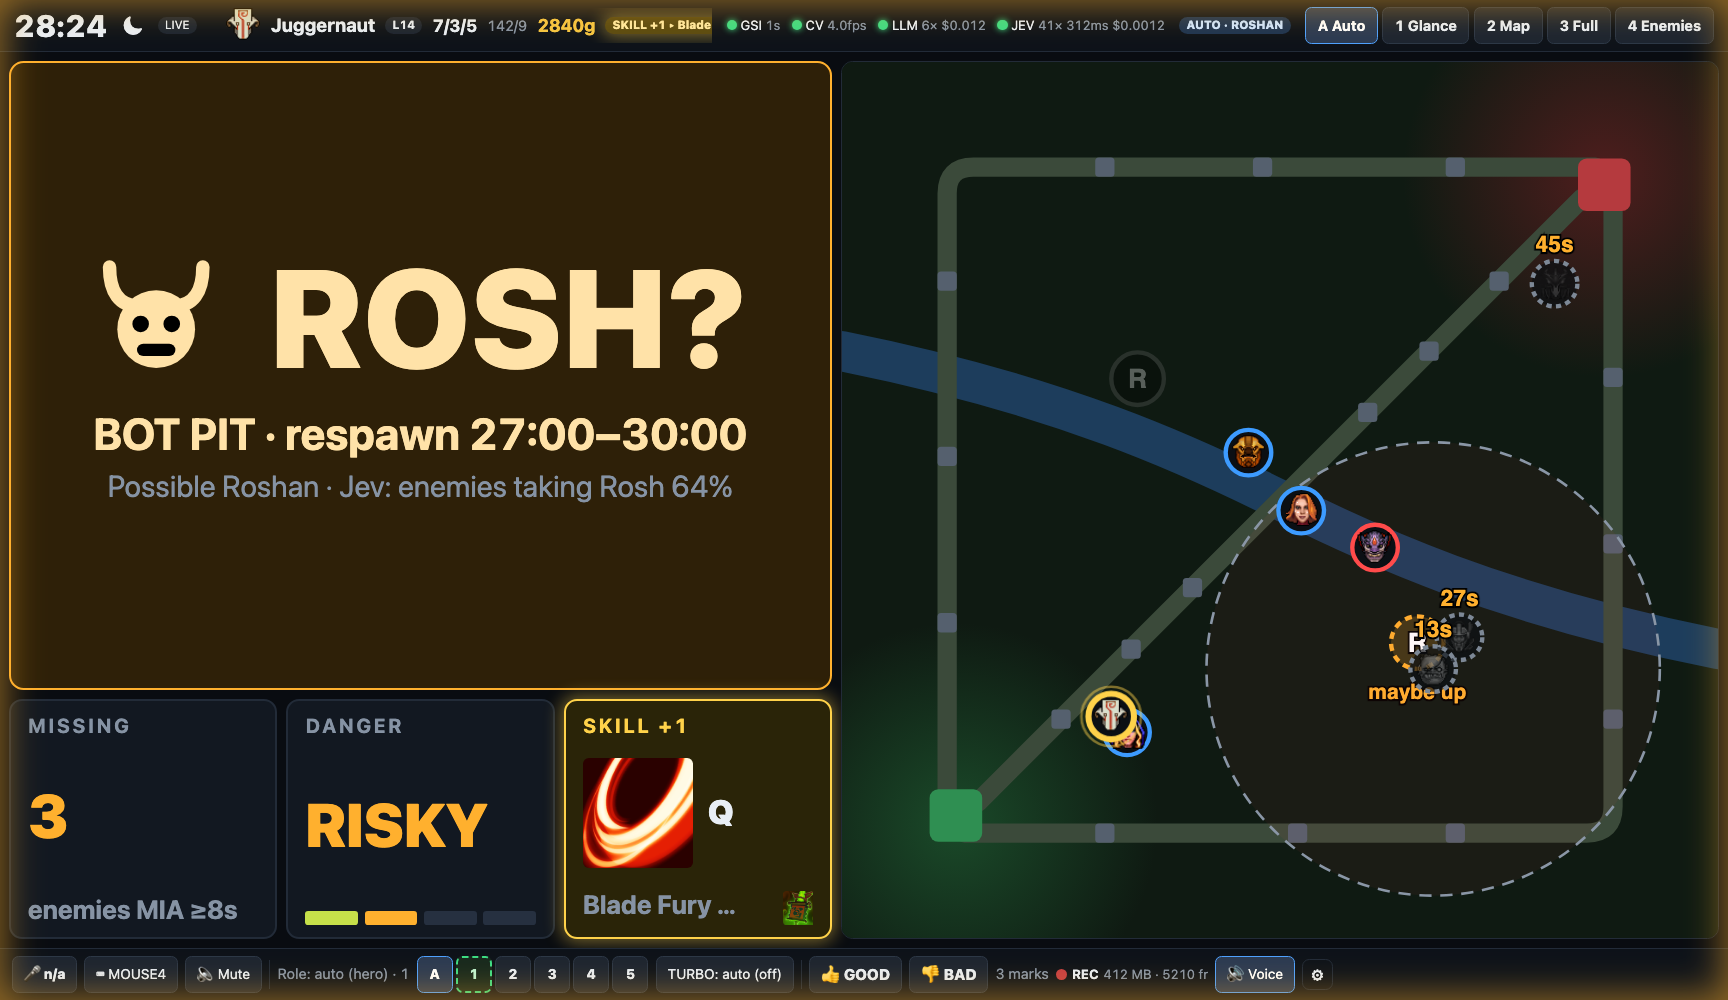 28:24 LIVE Juggernaut L14 7/3/5 142/9 2840g SKILL +1 • Blade GSI 1s CV 4.0fps LLM 6× $0.012 JEV 41× 312ms $0.0012 AUTO · ROSHAN A Auto 1 Glance 2 Map 3 Full 4 Enemies
ROSH?
BOT PIT · respawn 27:00–30:00
Possible Roshan · Jev: enemies taking Rosh 64%
MISSING
3
enemies MIA ≥8s
DANGER
RISKY
SKILL +1
Q
Blade Fury ...
45s
R
27s
13s
R
maybe up
n/a MOUSE4 Mute Role: auto (hero) · 1 A 1 2 3 4 5 TURBO: auto (off) GOOD BAD 3 marks REC 412 MB · 5210 fr Voice